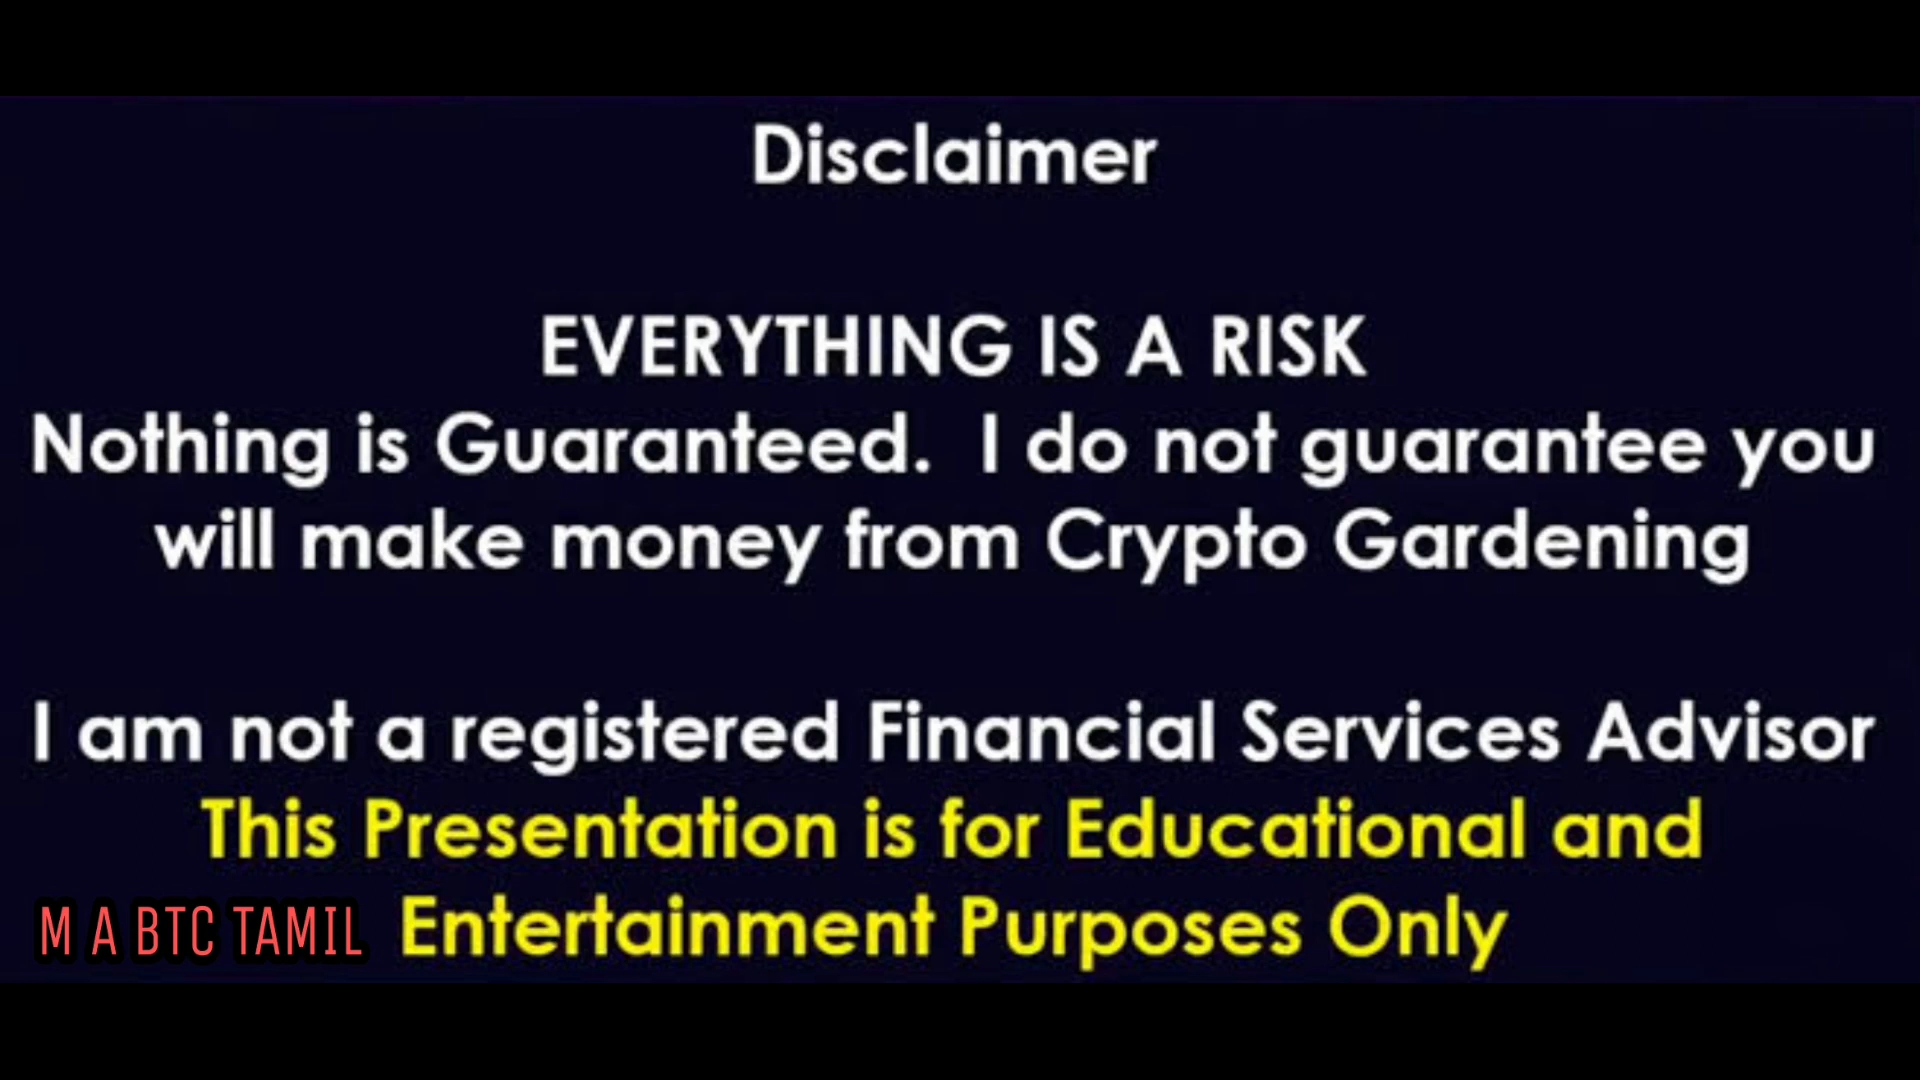 Disclaimer
EVERYTHING IS A RISK
Nothing is Guaranteed. I do not guarantee you
will make money from Crypto Gardening
I am not a registered Financial Services Advisor
This Presentation is for Educational and
Entertainment Purposes Only
M A BTC TAMIL